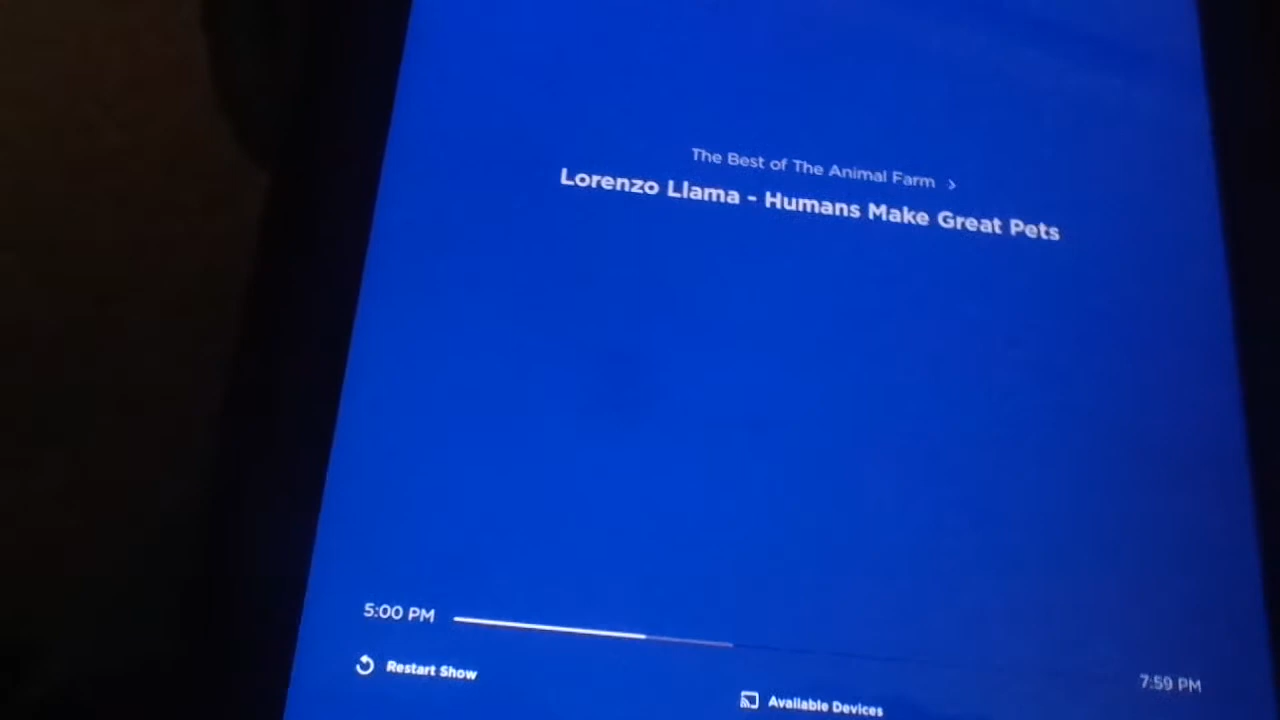 The Best of The Animal Farm >
Lorenzo Llama - Humans Make Great Pets
5:00 PM
7:59 PM
Restart Show
Available Devices